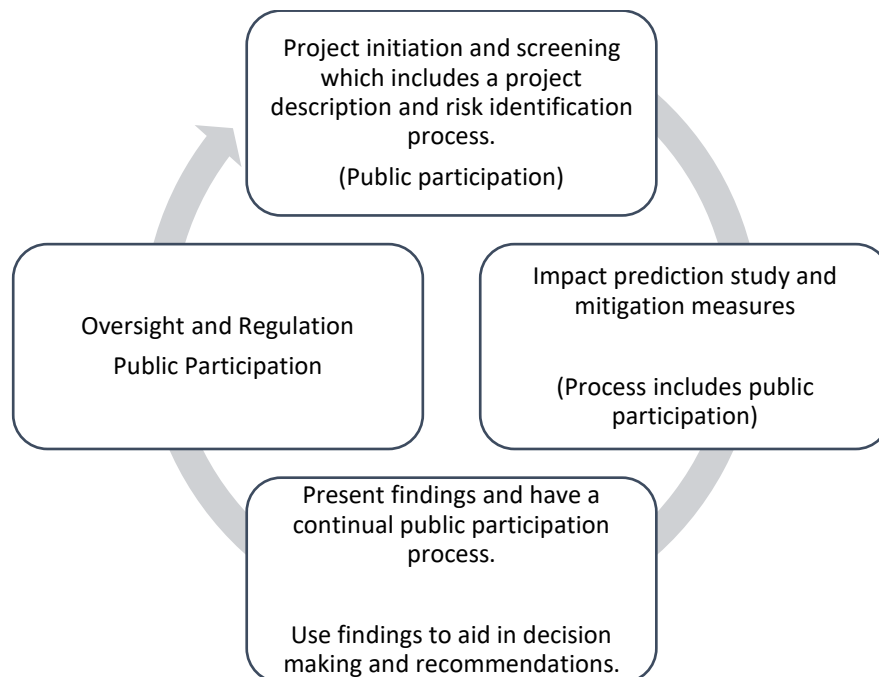 Project initiation and screening
which includes a project
description and risk identification
process.
(Public participation)
Impact prediction study and
mitigation measures
(Process includes public
participation)
Present findings and have a
continual public participation
process.
Use findings to aid in decision
making and recommendations.
Oversight and Regulation
Public Participation